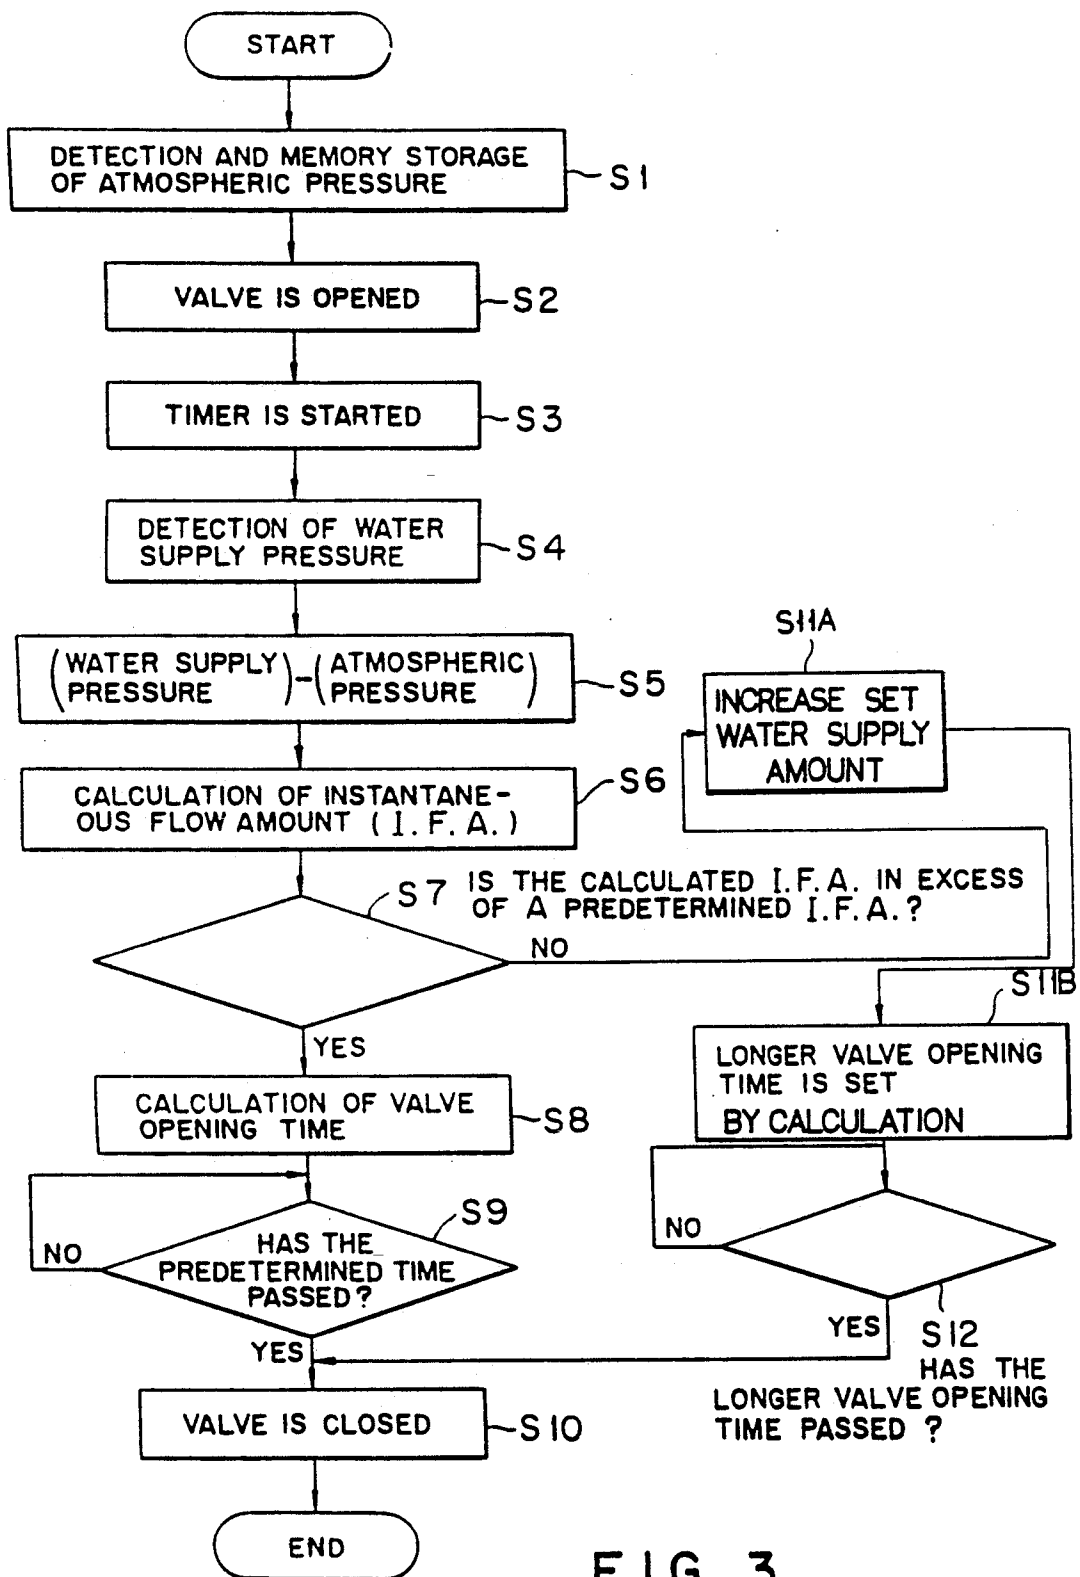 START
DETECTION AND MEMORY STORAGE
OF ATMOSPHERIC PRESSURE
S1
VALVE IS OPENED
S2
TIMER IS STARTED
S3
DETECTION OF WATER
SUPPLY PRESSURE
S4
(WATER SUPPLY PRESSURE) - (ATMOSPHERIC PRESSURE)
S5
S11A
INCREASE SET
WATER SUPPLY
AMOUNT
CALCULATION OF INSTANTANE-
OUS FLOW AMOUNT (I.F.A.)
S6
S7
IS THE CALCULATED I.F.A. IN EXCESS
OF A PREDETERMINED I.F.A.?
NO
YES
S11B
LONGER VALVE OPENING
TIME IS SET
BY CALCULATION
CALCULATION OF VALVE
OPENING TIME
S8
S9
HAS THE
PREDETERMINED TIME
PASSED?
NO
YES
NO
YES
S12
HAS THE
LONGER VALVE OPENING
TIME PASSED ?
VALVE IS CLOSED
S10
END
FIG. 3